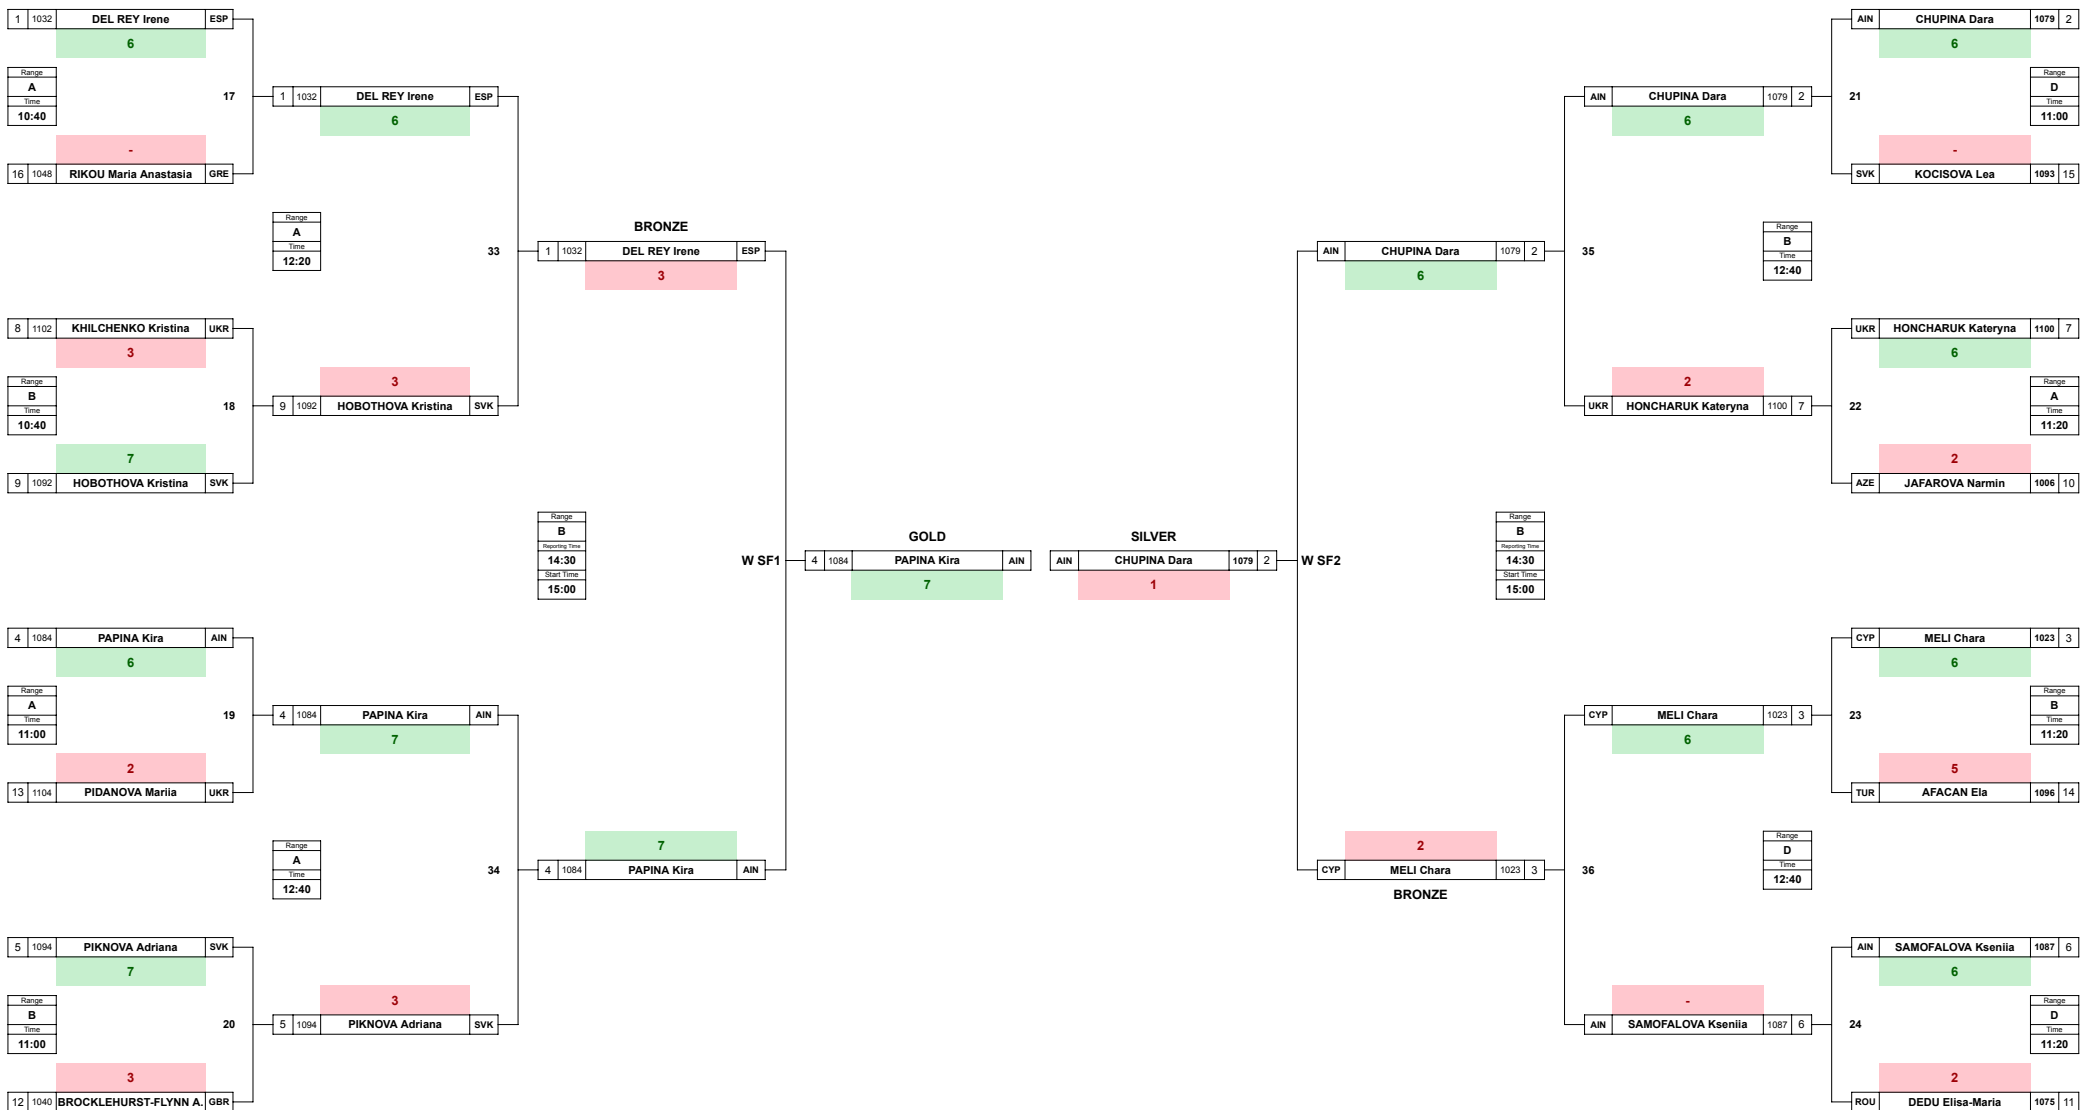 1 1032 DEL REY Irene ESP
6
Range
A
Time
10:40
17
-
16 1048 RIKOU Maria Anastasia GRE
8 1102 KHILCHENKO Kristina UKR
3
Range
B
Time
10:40
18
7
9 1092 HOBOTHOVA Kristina SVK
4 1084 PAPINA Kira AIN
6
Range
A
Time
11:00
19
2
13 1104 PIDANOVA Mariia UKR
5 1094 PIKNOVA Adriana SVK
7
Range
B
Time
11:00
20
3
12 1040 BROCKLEHURST-FLYNN A. GBR
1 1032 DEL REY Irene ESP
6
Range
A
Time
12:20
33
3
9 1092 HOBOTHOVA Kristina SVK
4 1084 PAPINA Kira AIN
7
Range
A
Time
12:40
34
3
5 1094 PIKNOVA Adriana SVK
BRONZE
1 1032 DEL REY Irene ESP
3
Range
B
Reporting Time
14:30
Start Time
15:00
W SF1
7
4 1084 PAPINA Kira AIN
GOLD
4 1084 PAPINA Kira AIN
7
SILVER
AIN CHUPINA Dara 1079 2
1
AIN CHUPINA Dara 1079 2
6
W SF2
Range
B
Reporting Time
14:30
Start Time
15:00
2
CYP MELI Chara 1023 3
BRONZE
AIN CHUPINA Dara 1079 2
6
35
Range
B
Time
12:40
2
UKR HONCHARUK Kateryna 1100 7
CYP MELI Chara 1023 3
6
36
Range
D
Time
12:40
-
AIN SAMOFALOVA Kseniia 1087 6
AIN CHUPINA Dara 1079 2
6
21
Range
D
Time
11:00
-
SVK KOCISOVA Lea 1093 15
UKR HONCHARUK Kateryna 1100 7
6
22
Range
A
Time
11:20
2
AZE JAFAROVA Narmin 1006 10
CYP MELI Chara 1023 3
6
23
Range
B
Time
11:20
5
TUR AFACAN Ela 1096 14
AIN SAMOFALOVA Kseniia 1087 6
6
24
Range
D
Time
11:20
2
ROU DEDU Elisa-Maria 1075 11